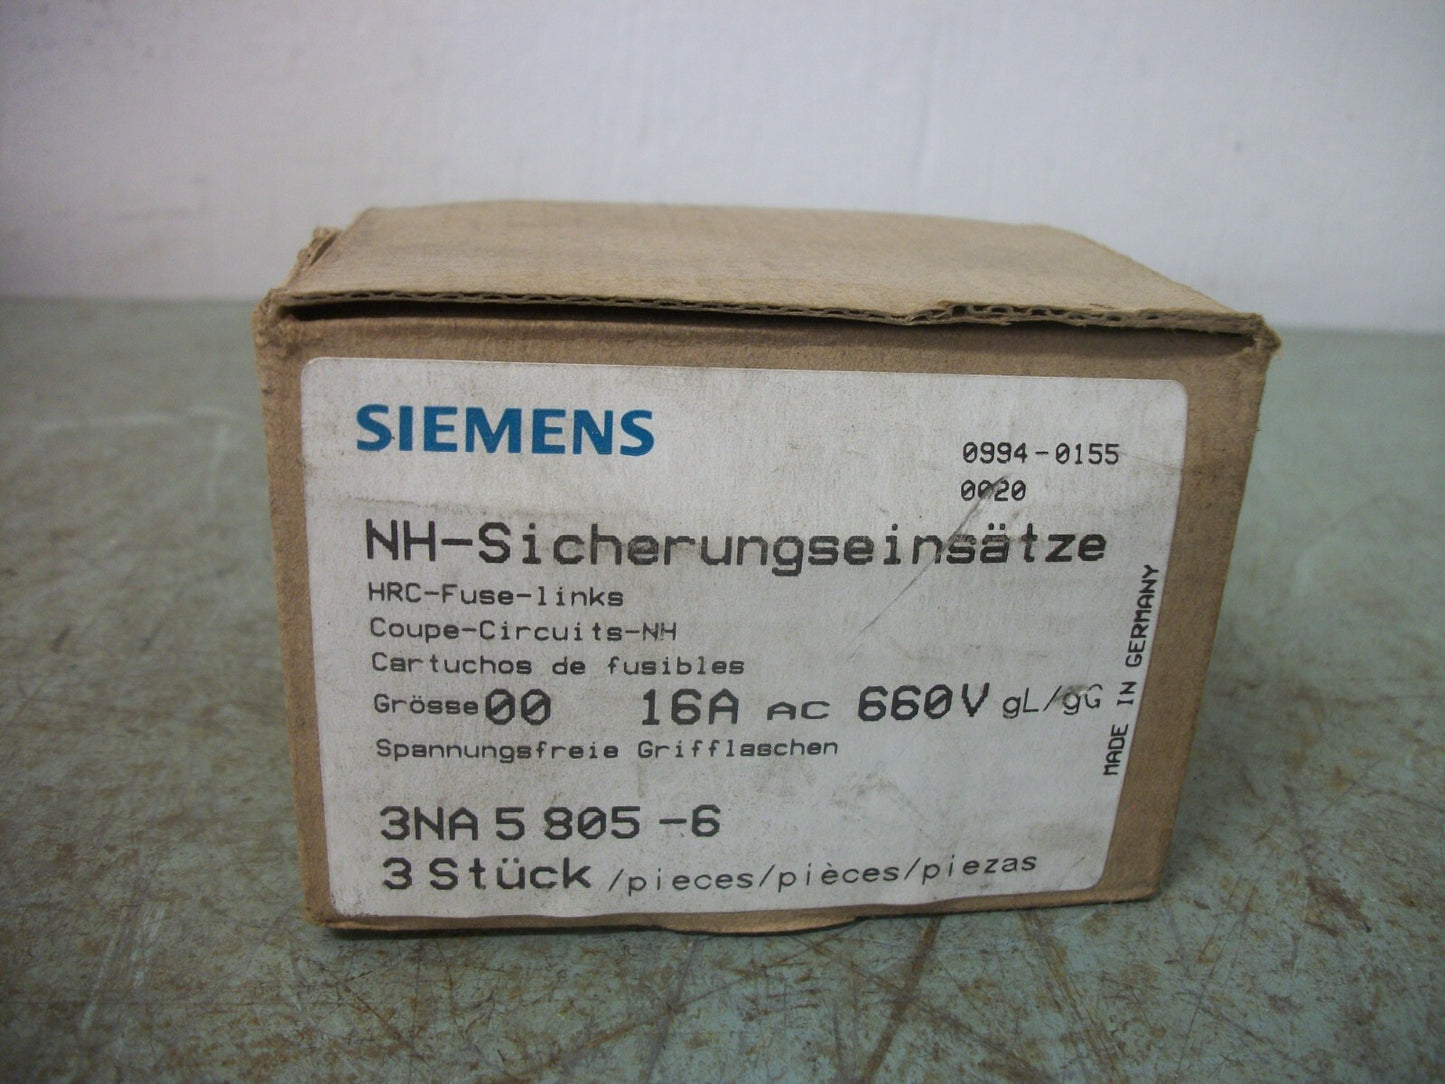 SIEMENS
0994-0155
0020
NH-Sicherungseinsätze
HRC-Fuse-links
Coupe-Circuits-NH
Cartuchos de fusibles
Grösse 00 16A AC 660V gL/gG
Spannungsfreie Grifflaschen
3NA 5 805-6
3 Stück /pieces/pièces/piezas
MADE IN GERMANY